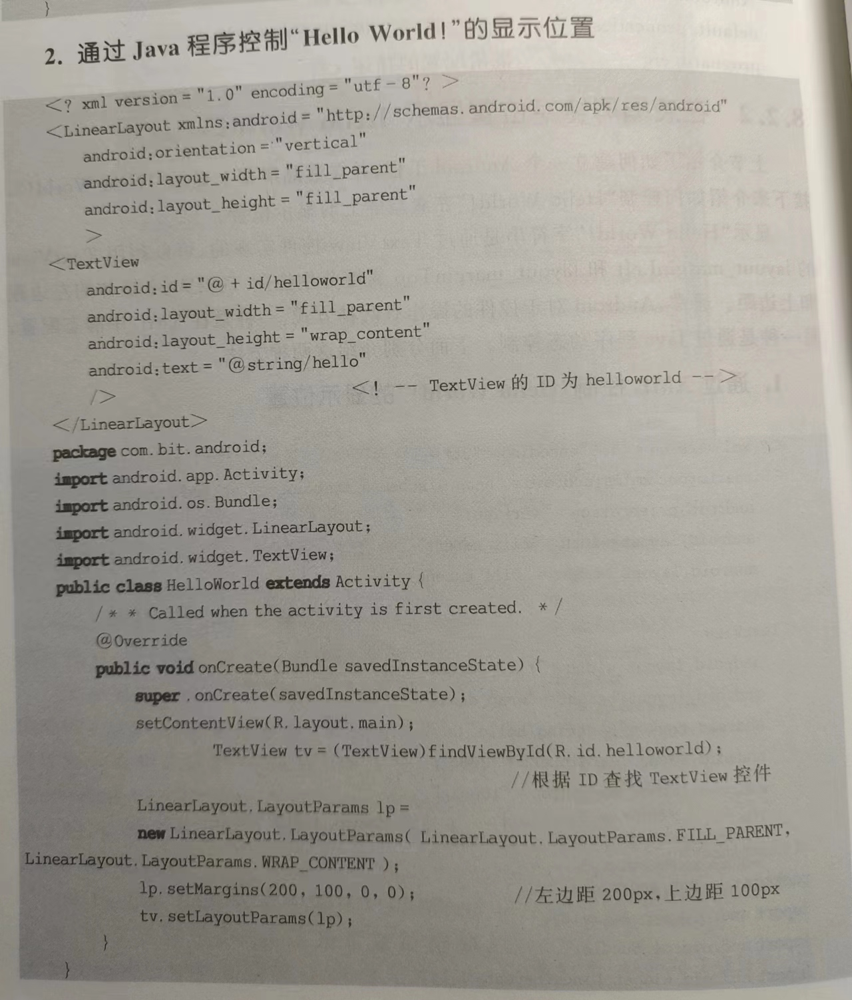 }
2. 通过 Java 程序控制“Hello World!”的显示位置
<? xml version = "1.0" encoding = "utf - 8"? >
<LinearLayout xmlns:android = "http://schemas.android.com/apk/res/android"
android:orientation = "vertical"
android:layout_width = "fill_parent"
android:layout_height = "fill_parent"
>
<TextView
android:id = "@ + id/helloworld"
android:layout_width = "fill_parent"
android:layout_height = "wrap_content"
android:text = "@string/hello"
/> <! -- TextView 的 ID 为 helloworld -->
</LinearLayout>
package com.bit.android;
import android.app.Activity;
import android.os.Bundle;
import android.widget.LinearLayout;
import android.widget.TextView;
public class HelloWorld extends Activity {
/* * Called when the activity is first created. * /
@Override
public void onCreate(Bundle savedInstanceState) {
super .onCreate(savedInstanceState);
setContentView(R.layout.main);
TextView tv = (TextView)findViewById(R.id.helloworld);
//根据 ID 查找 TextView 控件
LinearLayout.LayoutParams lp =
new LinearLayout.LayoutParams( LinearLayout.LayoutParams.FILL_PARENT,
LinearLayout.LayoutParams.WRAP_CONTENT );
lp.setMargins(200, 100, 0, 0); //左边距 200px,上边距 100px
tv.setLayoutParams(lp);
}
}